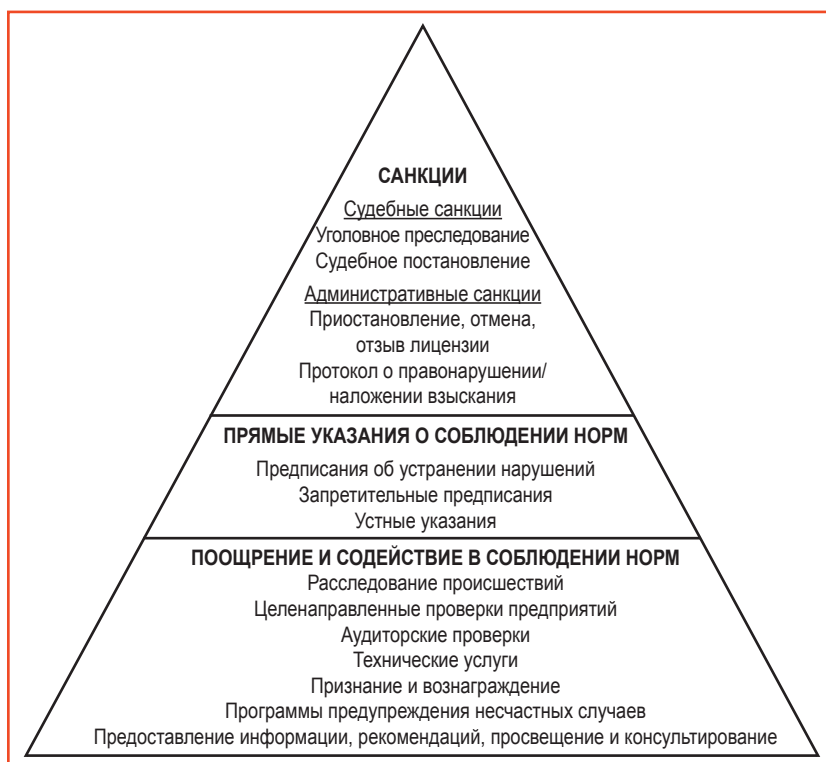 САНКЦИИ
Судебные санкции
Уголовное преследование
Судебное постановление
Административные санкции
Приостановление, отмена,
отзыв лицензии
Протокол о правонарушении/
наложении взыскания
ПРЯМЫЕ УКАЗАНИЯ О СОБЛЮДЕНИИ НОРМ
Предписания об устранении нарушений
Запретительные предписания
Устные указания
ПООЩРЕНИЕ И СОДЕЙСТВИЕ В СОБЛЮДЕНИИ НОРМ
Расследование происшествий
Целенаправленные проверки предприятий
Аудиторские проверки
Технические услуги
Признание и вознаграждение
Программы предупреждения несчастных случаев
Предоставление информации, рекомендаций, просвещение и консультирование